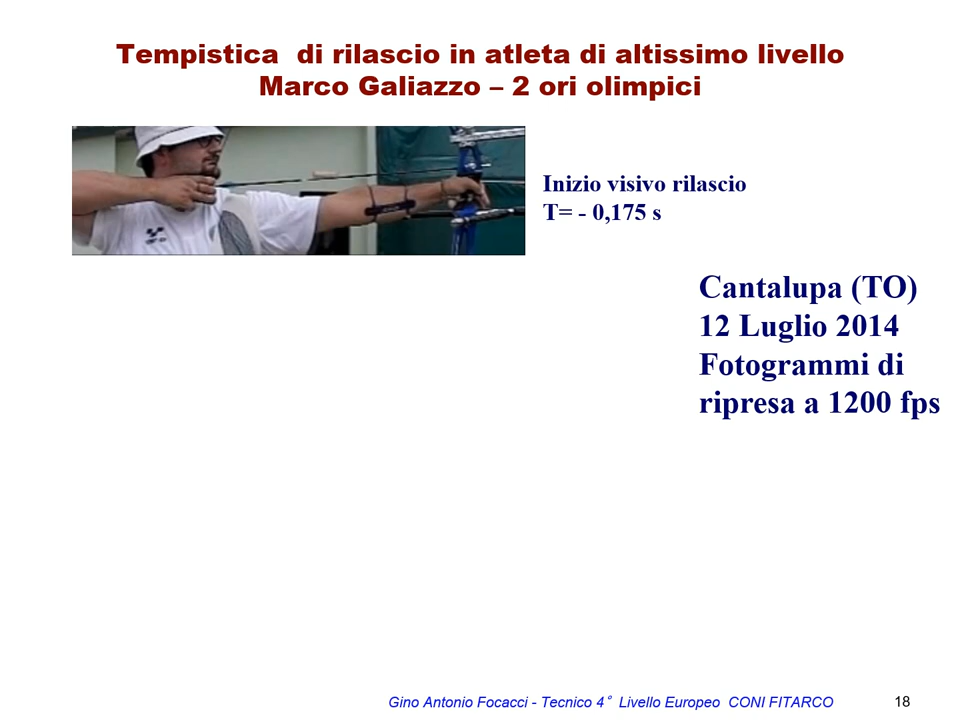 Tempistica di rilascio in atleta di altissimo livello
Marco Galiazzo – 2 ori olimpici
Inizio visivo rilascio
T= - 0,175 s
Cantalupa (TO)
12 Luglio 2014
Fotogrammi di
ripresa a 1200 fps
Gino Antonio Focacci - Tecnico 4° Livello Europeo CONI FITARCO
18